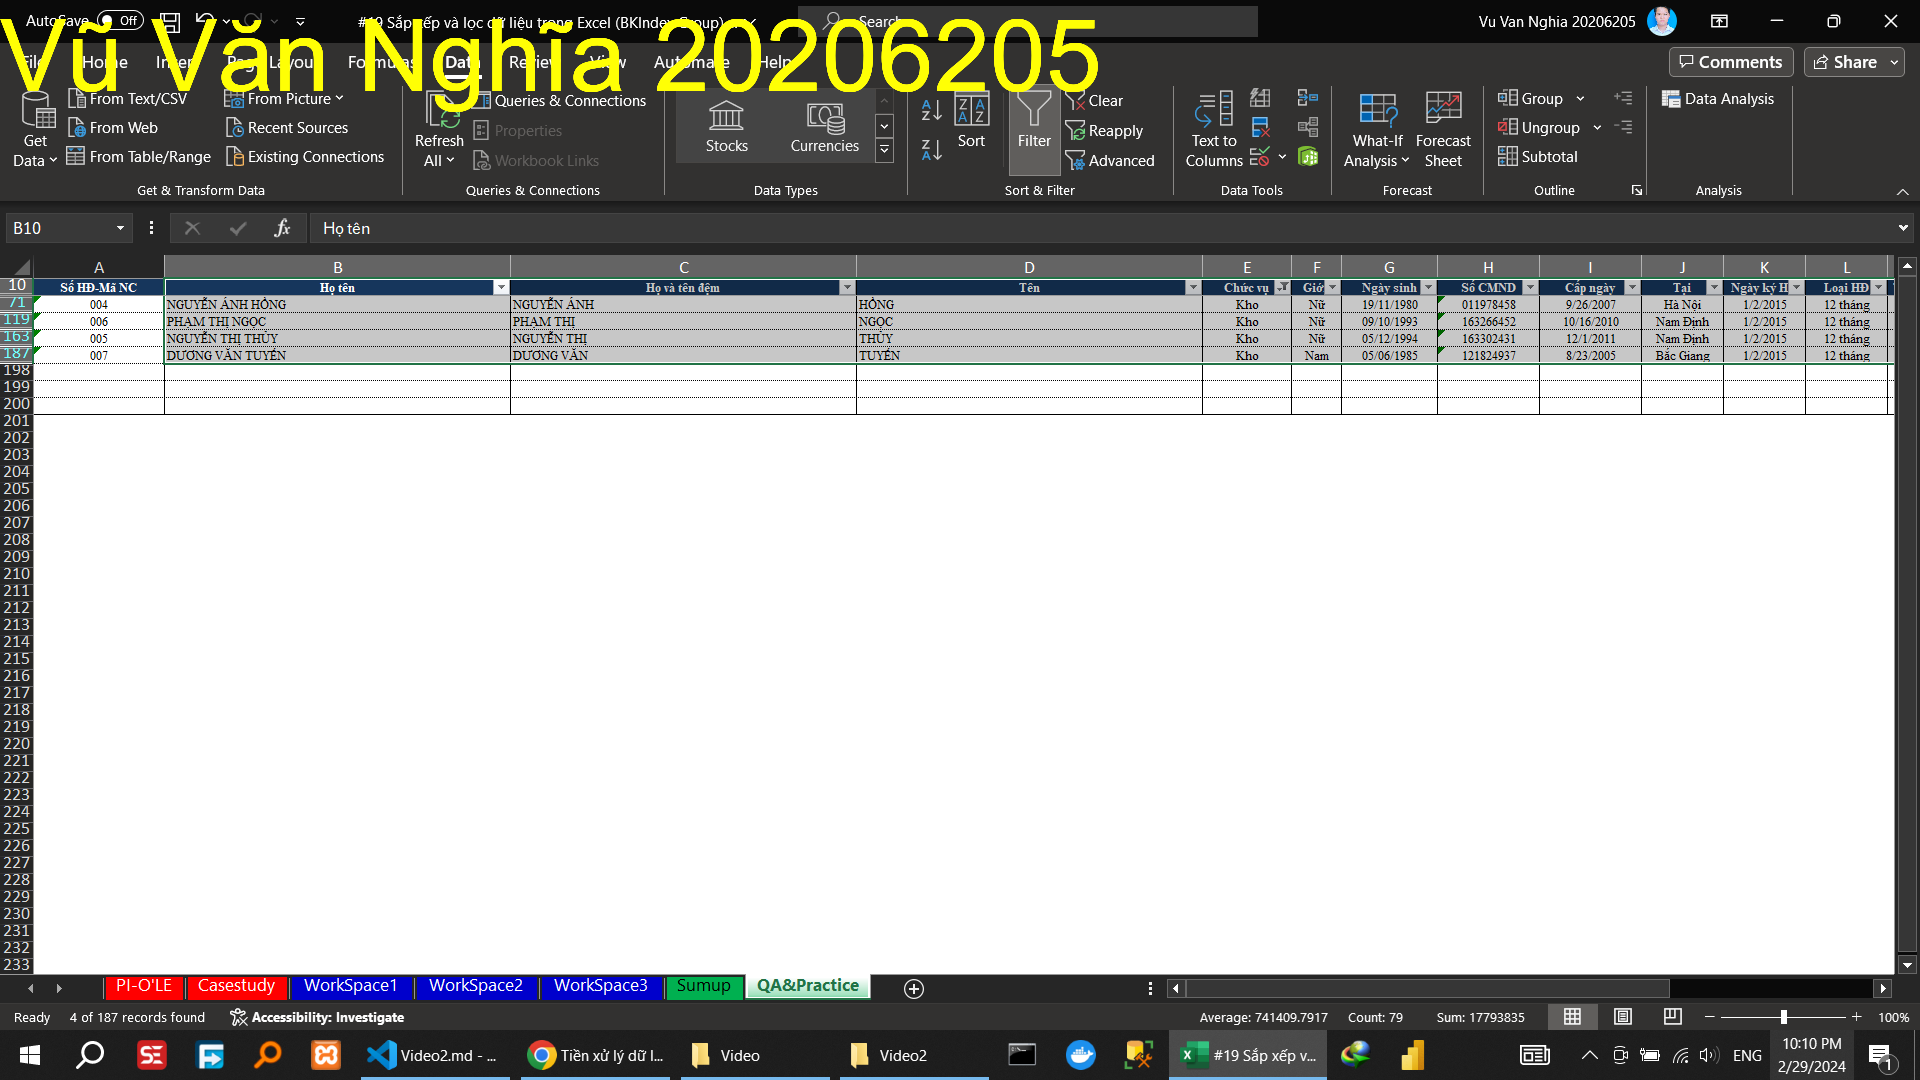 AutoSave Off #19 Sắp xếp và lọc dữ liệu trong Excel (BKIndex Group) Search Vu Van Nghia 20206205
Vũ Văn Nghĩa 20206205
File Home Insert Page Layout Formulas Data Review View Automate Help Comments Share
Get Data From Text/CSV From Web From Table/Range From Picture Recent Sources Existing Connections
Refresh All Queries & Connections Properties Workbook Links
Stocks Currencies
Sort Filter Clear Reapply Advanced
Text to Columns
What-If Analysis Forecast Sheet
Group Ungroup Subtotal
Data Analysis
Get & Transform Data Queries & Connections Data Types Sort & Filter Data Tools Forecast Outline Analysis
B10 fx Họ tên
A B C D E F G H I J K L
10 Số HĐ-Mã NC Họ tên Họ và tên đệm Tên Chức vụ Giớ Ngày sinh Số CMND Cấp ngày Tại Ngày ký H Loại HĐ
71 004 NGUYỄN ÁNH HỒNG NGUYỄN ÁNH HỒNG Kho Nữ 19/11/1980 011978458 9/26/2007 Hà Nội 1/2/2015 12 tháng
119 006 PHẠM THỊ NGỌC PHẠM THỊ NGỌC Kho Nữ 09/10/1993 163266452 10/16/2010 Nam Định 1/2/2015 12 tháng
163 005 NGUYỄN THỊ THÙY NGUYỄN THỊ THÙY Kho Nữ 05/12/1994 163302431 12/1/2011 Nam Định 1/2/2015 12 tháng
187 007 DƯƠNG VĂN TUYẾN DƯƠNG VĂN TUYẾN Kho Nam 05/06/1985 121824937 8/23/2005 Bắc Giang 1/2/2015 12 tháng
198
199
200
201
202
203
204
205
206
207
208
209
210
211
212
213
214
215
216
217
218
219
220
221
222
223
224
225
226
227
228
229
230
231
232
233
PI-O'LE Casestudy WorkSpace1 WorkSpace2 WorkSpace3 Sumup QA&Practice
Ready 4 of 187 records found Accessibility: Investigate Average: 741409.7917 Count: 79 Sum: 17793835 100%
Video2.md - ... Tiền xử lý dữ l... Video Video2 #19 Sắp xếp v... ENG 10:10 PM
2/29/2024 1